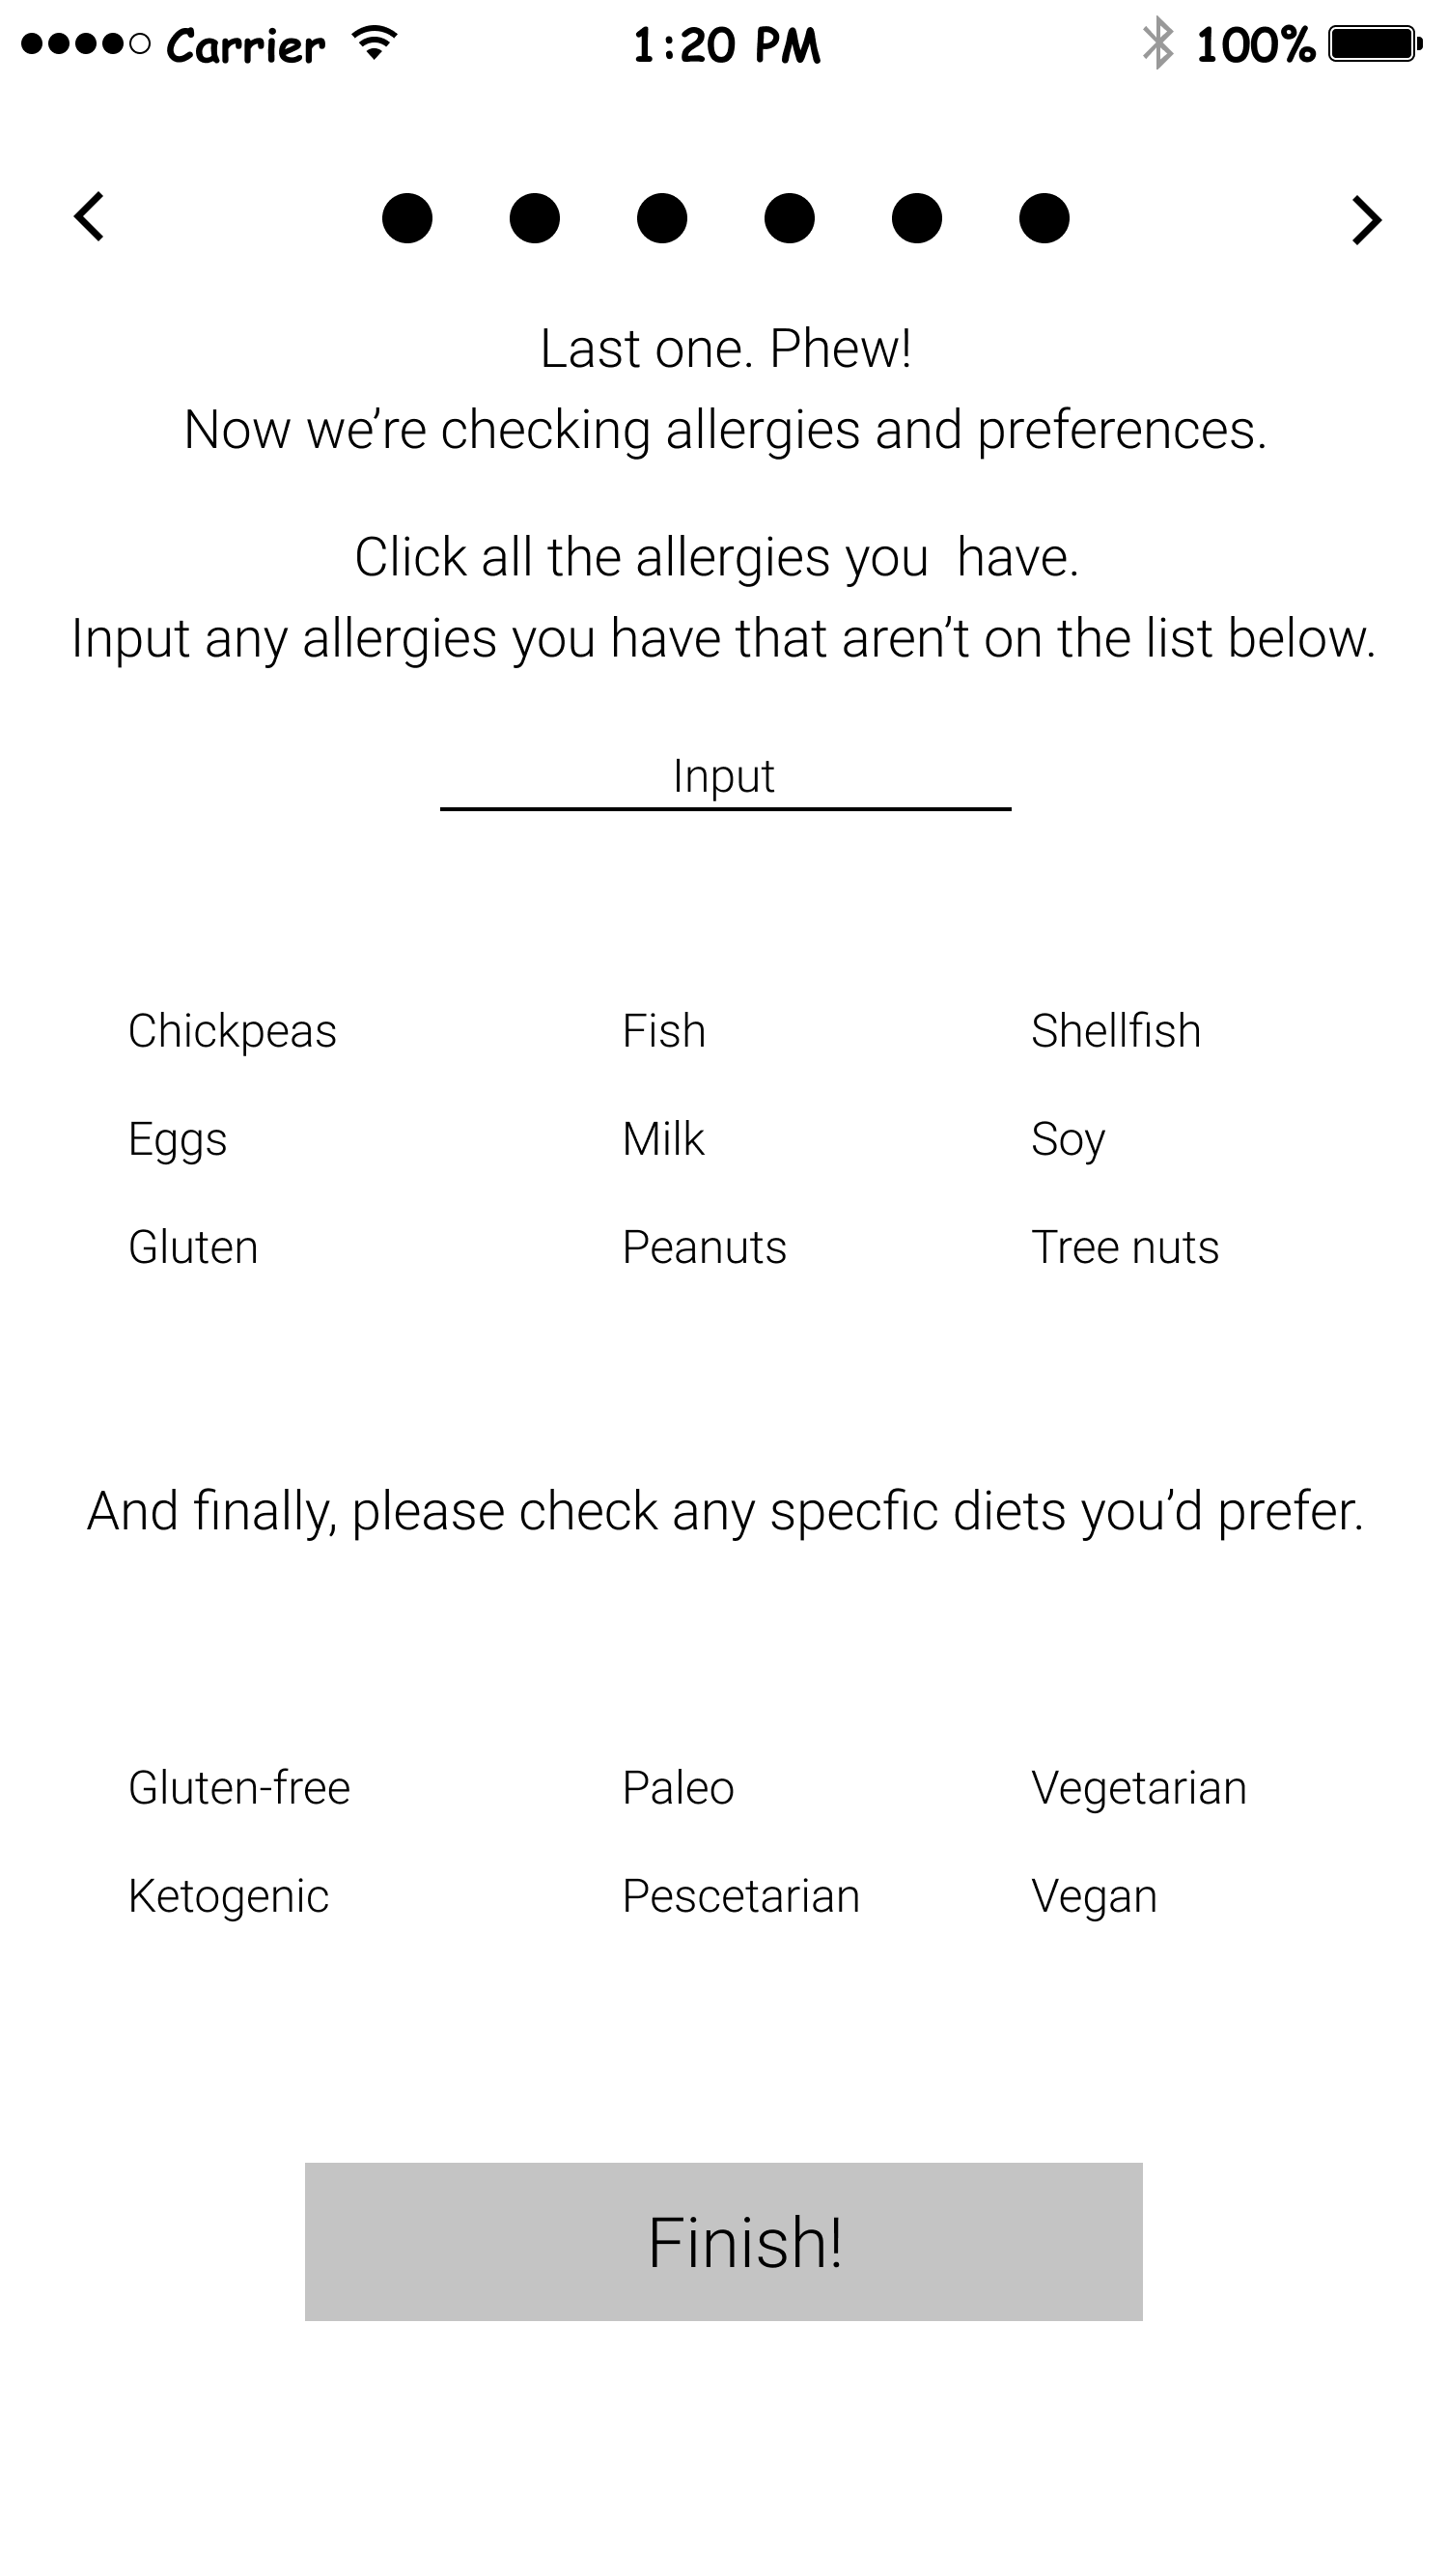 Carrier 1:20 PM 100%
Last one. Phew!
Now we’re checking allergies and preferences.
Click all the allergies you  have.
Input any allergies you have that aren’t on the list below.
Input
Chickpeas Fish Shellfish
Eggs Milk Soy
Gluten Peanuts Tree nuts
And finally, please check any specfic diets you’d prefer.
Gluten-free Paleo Vegetarian
Ketogenic Pescetarian Vegan
Finish!